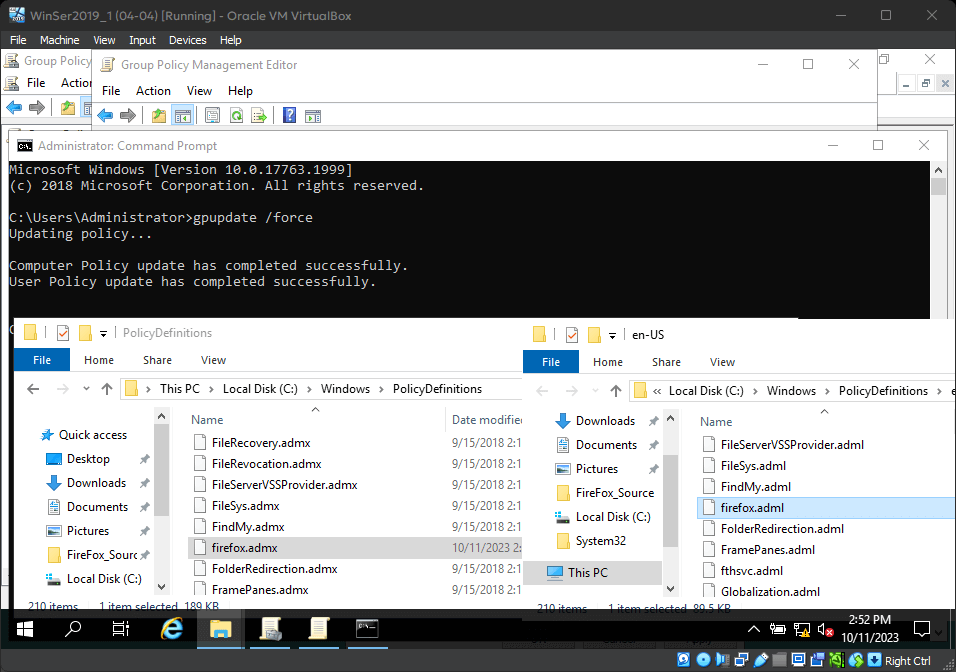 WinSer2019_1 (04-04) [Running] - Oracle VM VirtualBox
File Machine View Input Devices Help
Group Policy
Group Policy Management Editor
File Action
File Action View Help
Administrator: Command Prompt
Microsoft Windows [Version 10.0.17763.1999]
(c) 2018 Microsoft Corporation. All rights reserved.
C:\Users\Administrator>gpupdate /force
Updating policy...
Computer Policy update has completed successfully.
User Policy update has completed successfully.
PolicyDefinitions
File Home Share View
This PC > Local Disk (C:) > Windows > PolicyDefinitions
Quick access
Desktop
Downloads
Documents
Pictures
FireFox_Sourc
Local Disk (C:)
Name Date modified
FileRecovery.admx 9/15/2018 2:1
FileRevocation.admx 9/15/2018 2:1
FileServerVSSProvider.admx 9/15/2018 2:1
FileSys.admx 9/15/2018 2:1
FindMy.admx 9/15/2018 2:1
firefox.admx 10/11/2023 2:
FolderRedirection.admx 9/15/2018 2:1
FramePanes.admx 9/15/2018 2:1
210 items 1 item selected 189 KB
en-US
File Home Share View
« Local Disk (C:) > Windows > PolicyDefinitions > e
Downloads
Documents
Pictures
FireFox_Source
Local Disk (C:)
System32
This PC
Name
FileServerVSSProvider.adml
FileSys.adml
FindMy.adml
firefox.adml
FolderRedirection.adml
FramePanes.adml
fthsvc.adml
Globalization.adml
210 items 1 item selected 89.5 KB
2:52 PM
10/11/2023
Right Ctrl